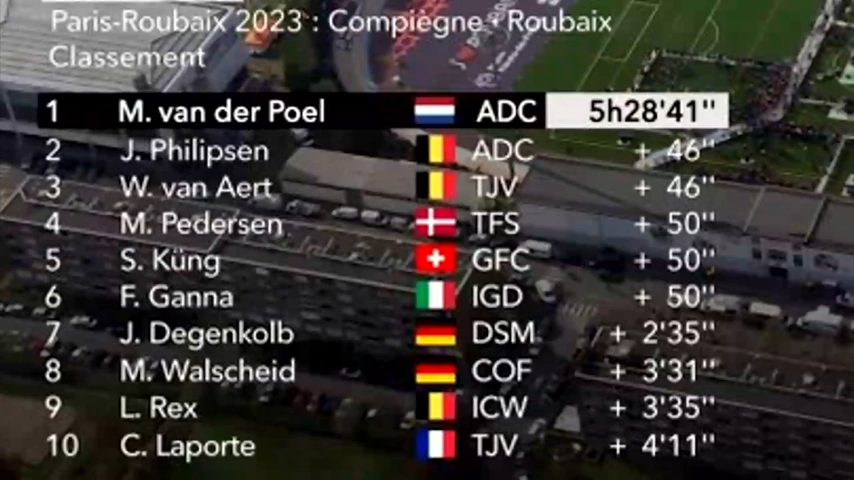 Paris-Roubaix 2023 : Compiègne - Roubaix
Classement
1 M. van der Poel ADC 5h28'41''
2 J. Philipsen ADC + 46''
3 W. van Aert TJV + 46''
4 M. Pedersen TFS + 50''
5 S. Küng GFC + 50''
6 F. Ganna IGD + 50''
7 J. Degenkolb DSM + 2'35''
8 M. Walscheid COF + 3'31''
9 L. Rex ICW + 3'35''
10 C. Laporte TJV + 4'11''